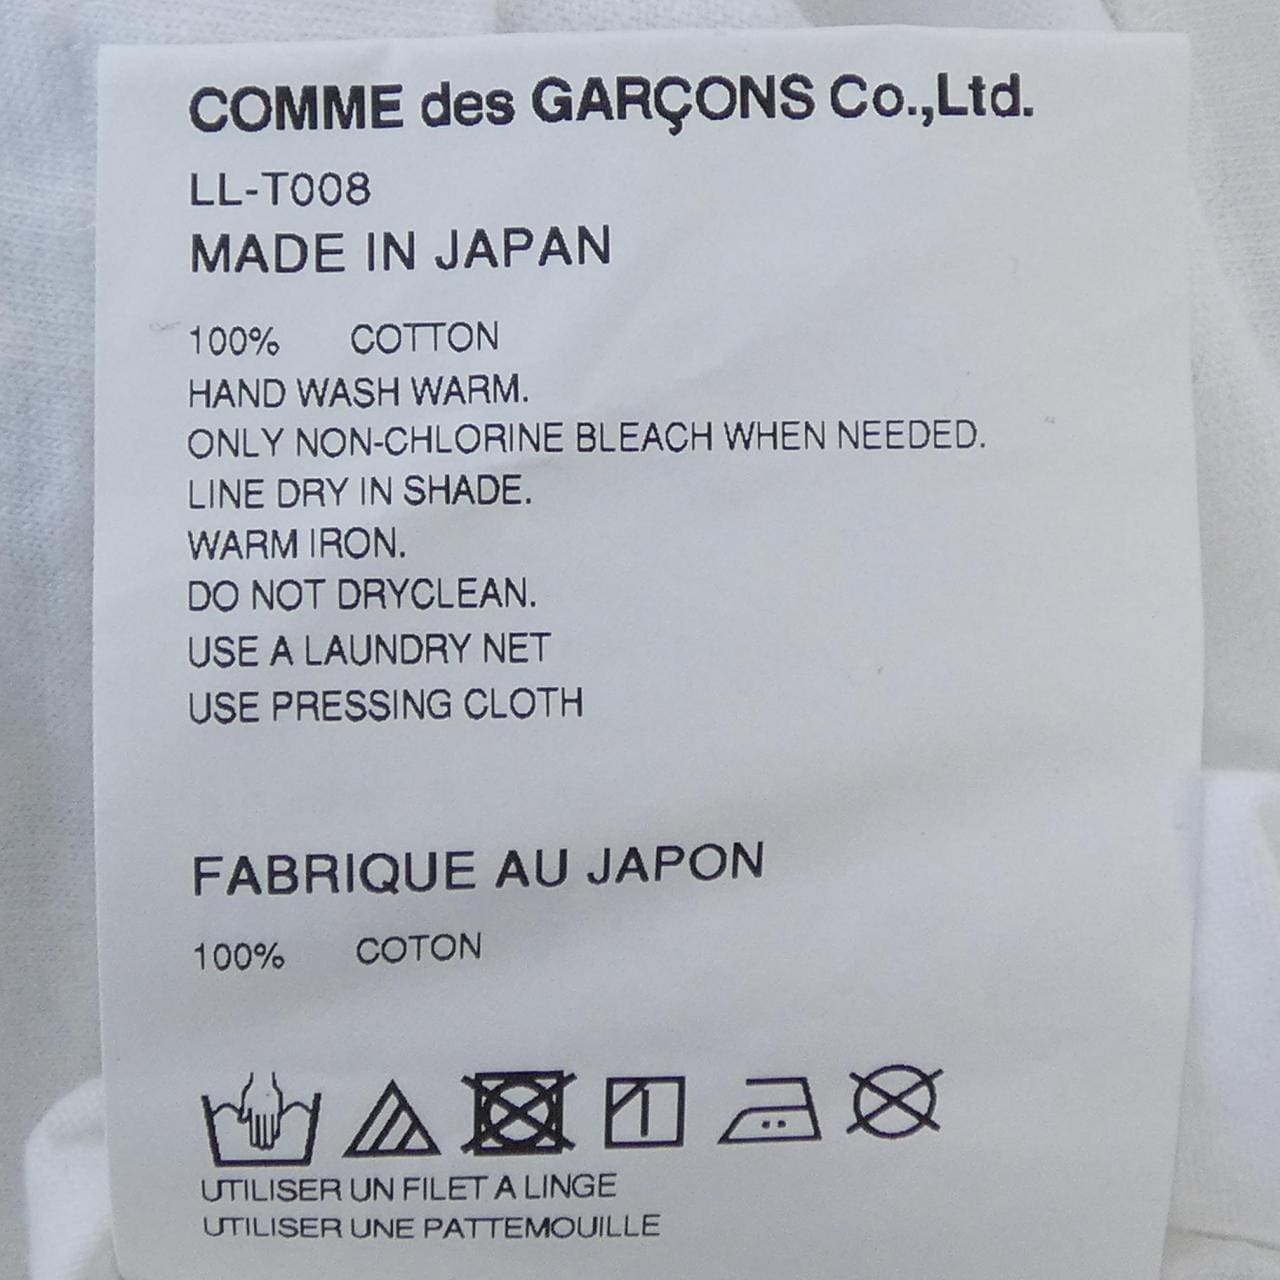 COMME des GARÇONS Co.,Ltd.
LL-T008
MADE IN JAPAN
100% COTTON
HAND WASH WARM.
ONLY NON-CHLORINE BLEACH WHEN NEEDED.
LINE DRY IN SHADE.
WARM IRON.
DO NOT DRYCLEAN.
USE A LAUNDRY NET
USE PRESSING CLOTH
FABRIQUE AU JAPON
100% COTON
UTILISER UN FILET A LINGE
UTILISER UNE PATTEMOUILLE